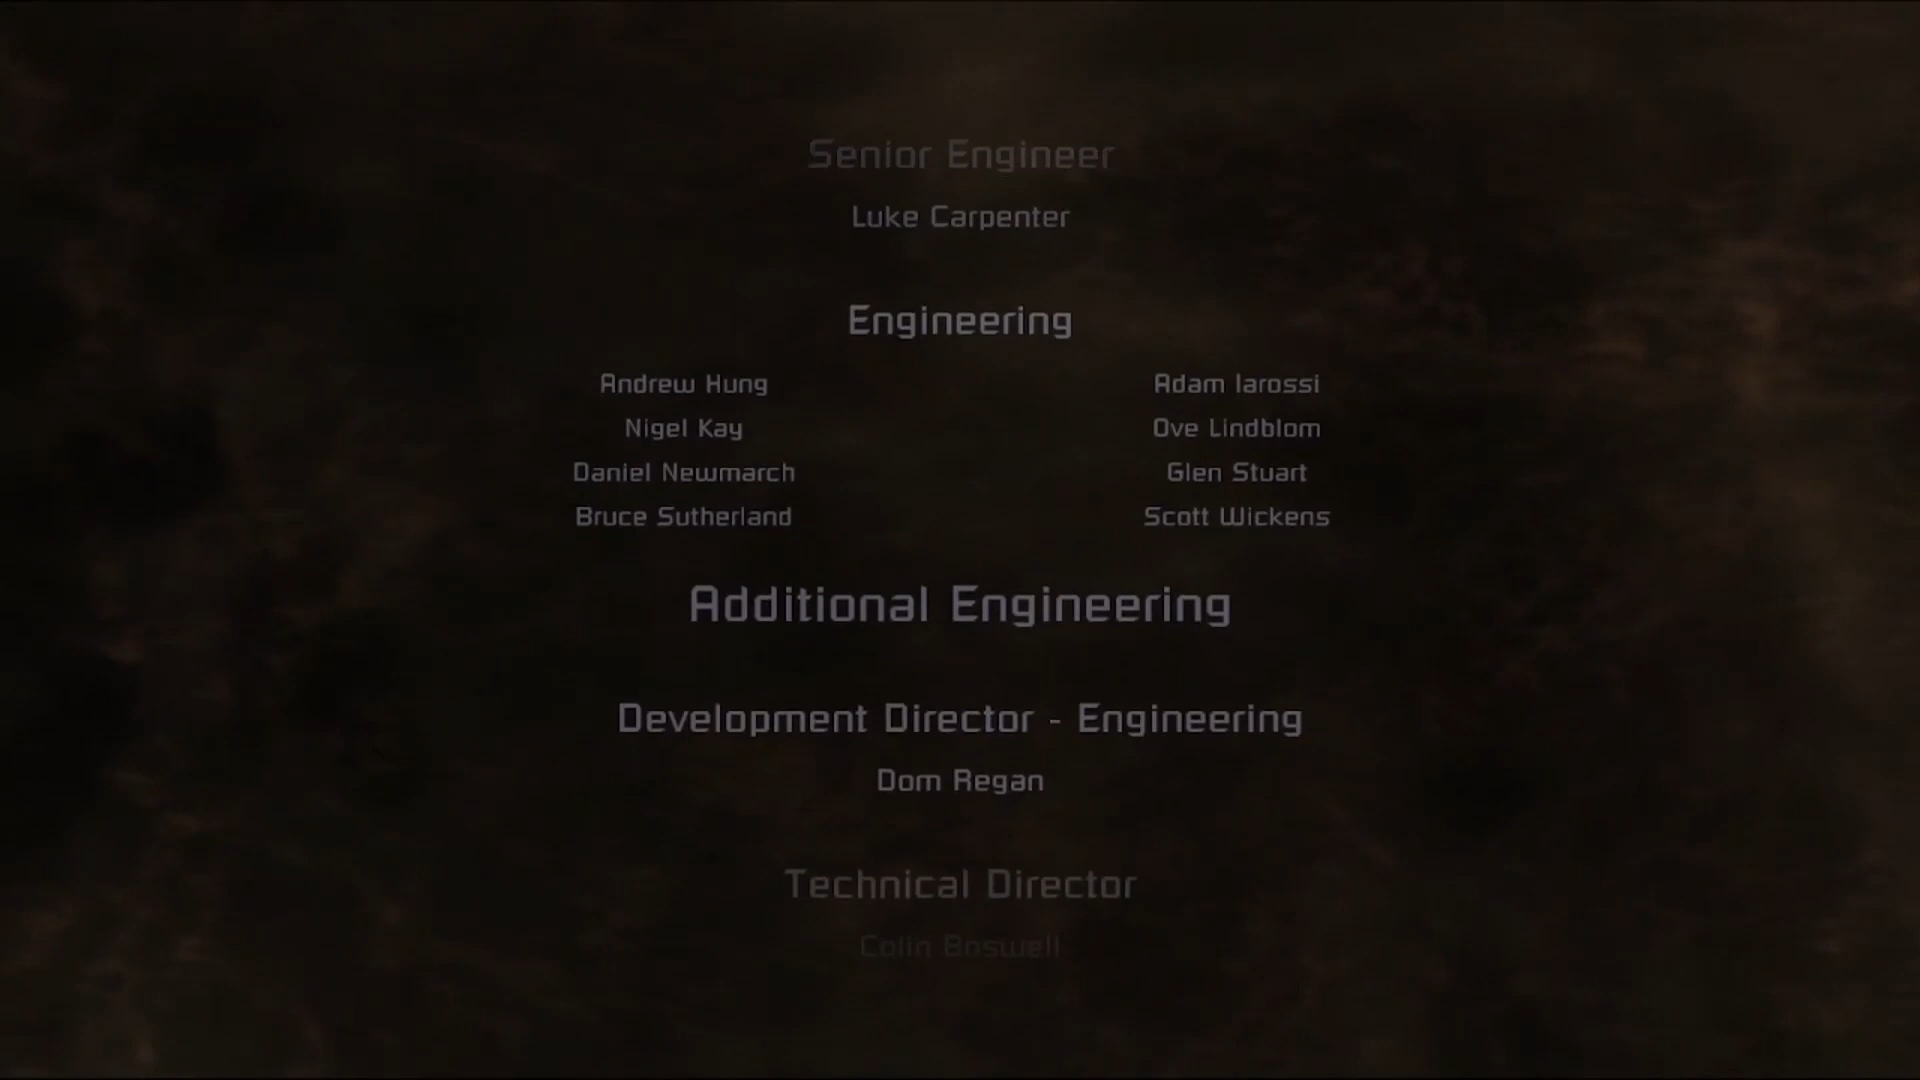 Senior Engineer
Luke Carpenter
Engineering
Andrew Hung
Adam Iarossi
Nigel Kay
Ove Lindblom
Daniel Newmarch
Glen Stuart
Bruce Sutherland
Scott Wickens
Additional Engineering
Development Director - Engineering
Dom Regan
Technical Director
Colin Boswell